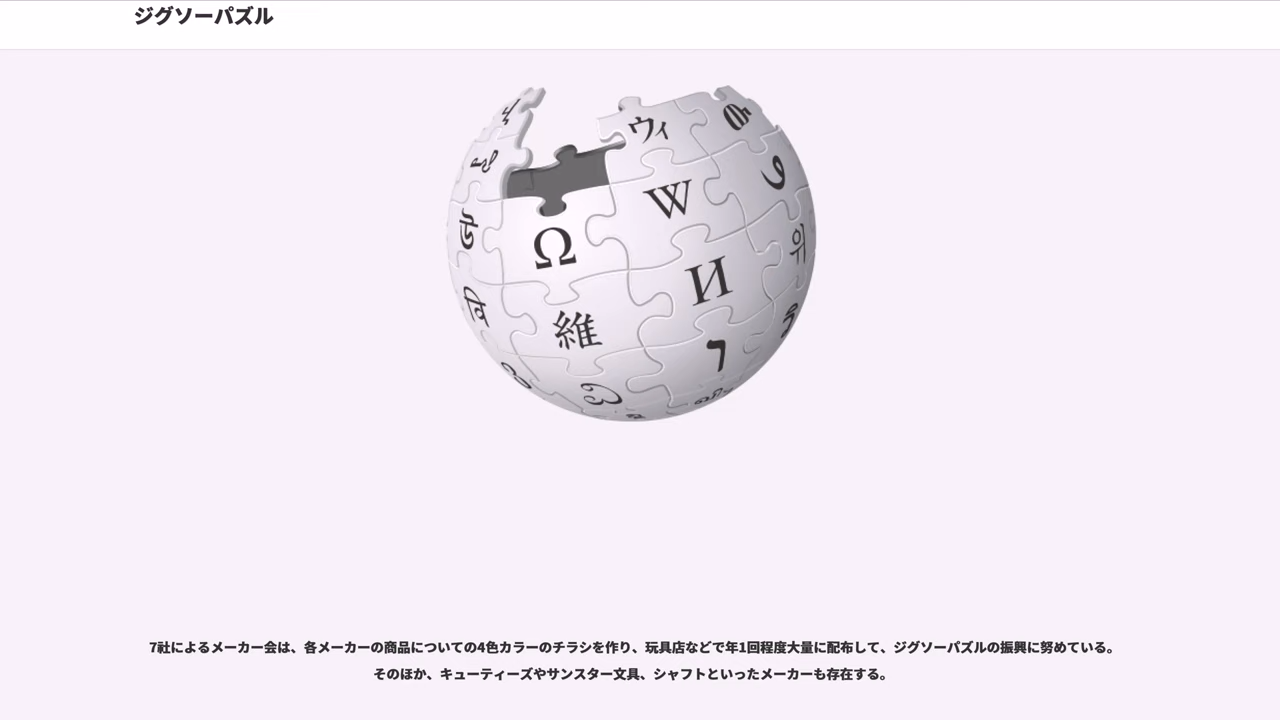 ジグソーパズル
ウィ
W
Ω
И
위
維
7社によるメーカー会は、各メーカーの商品についての4色カラーのチラシを作り、玩具店などで年1回程度大量に配布して、ジグソーパズルの振興に努めている。
そのほか、キューティーズやサンスター文具、シャフトといったメーカーも存在する。